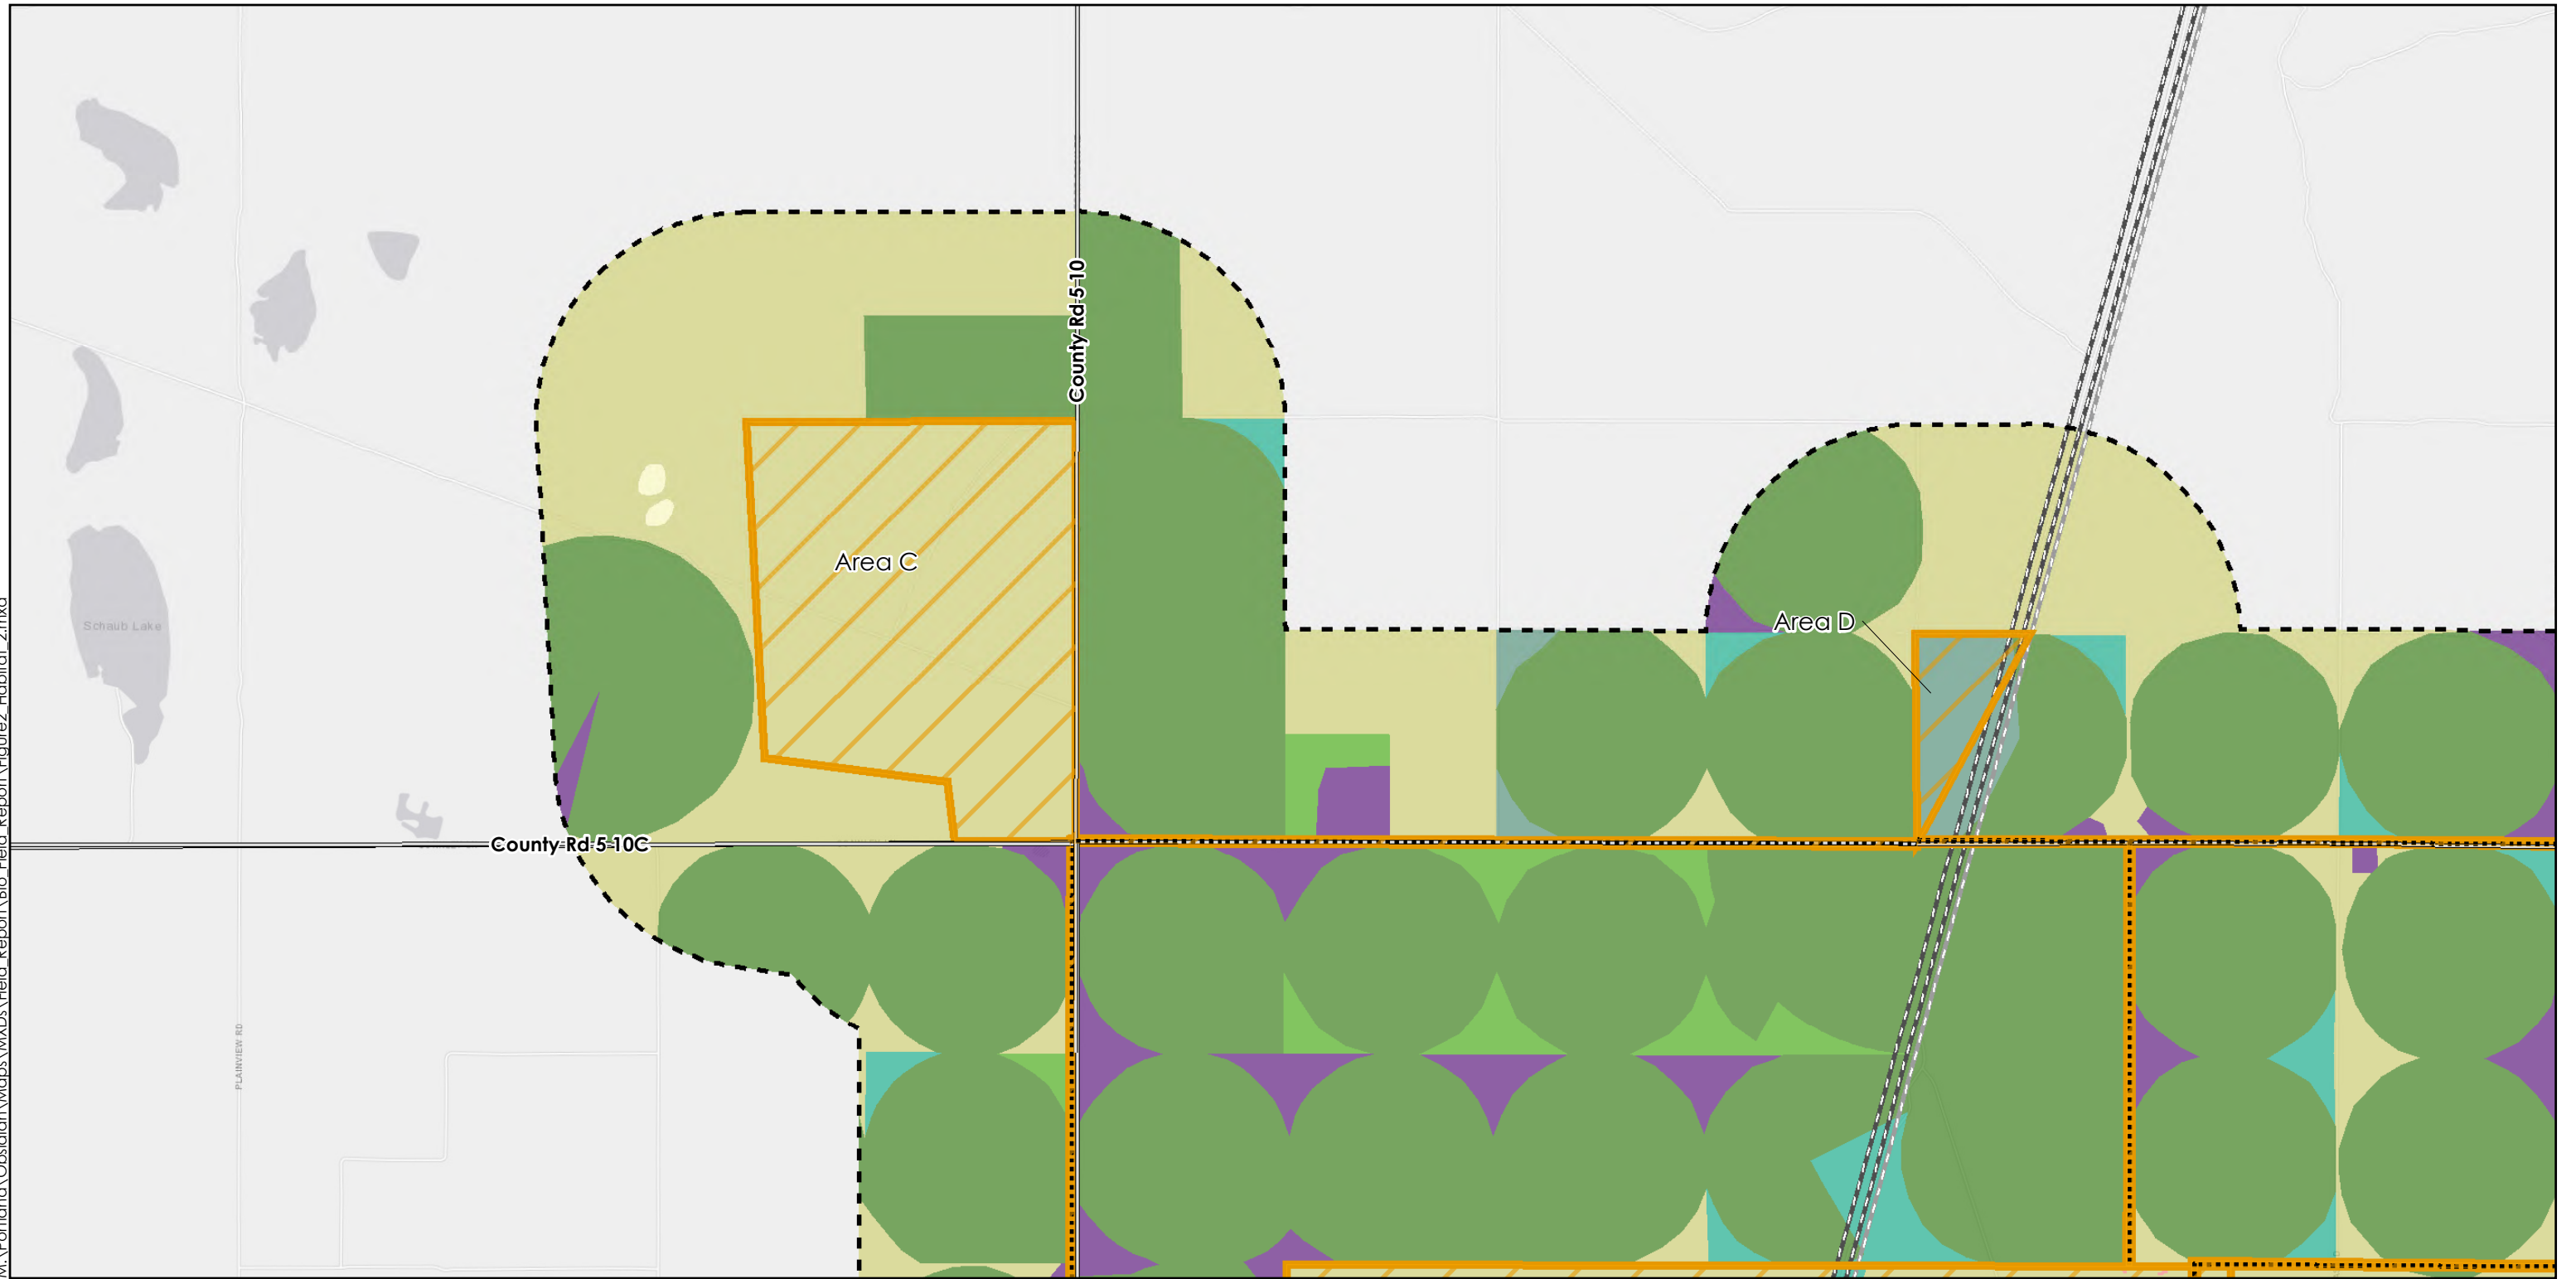 County Rd 5-10
Area C
Area D
Schaub Lake
County Rd 5-10C
PLAINVIEW RD